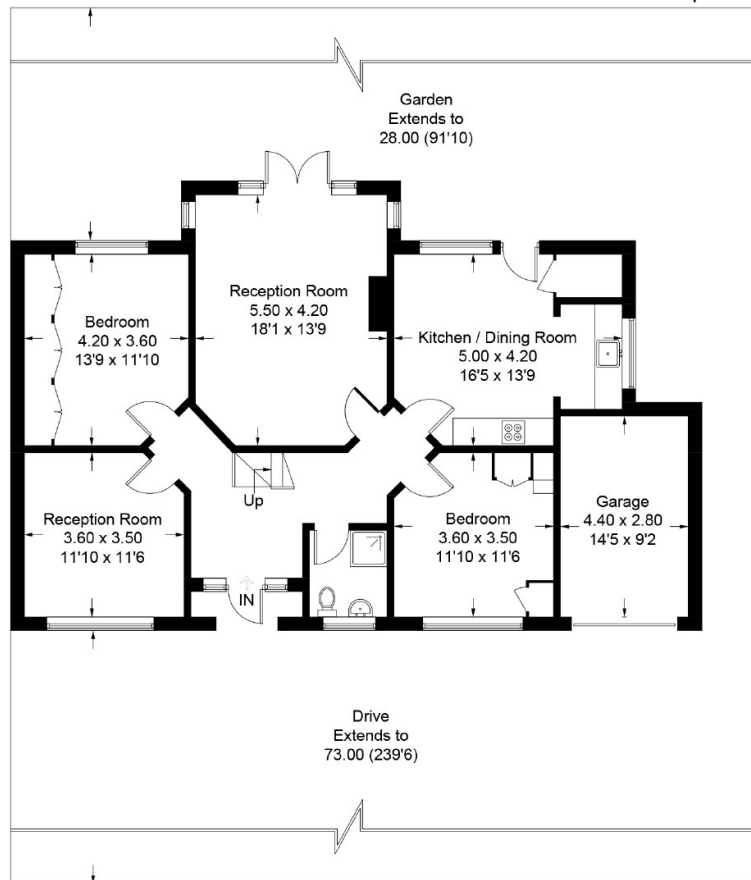 Garden
Extends to
28.00 (91'10)
Reception Room
5.50 x 4.20
18'1 x 13'9
Bedroom
4.20 x 3.60
13'9 x 11'10
Kitchen / Dining Room
5.00 x 4.20
16'5 x 13'9
Up
Reception Room
3.60 x 3.50
11'10 x 11'6
Bedroom
3.60 x 3.50
11'10 x 11'6
Garage
4.40 x 2.80
14'5 x 9'2
IN
Drive
Extends to
73.00 (239'6)